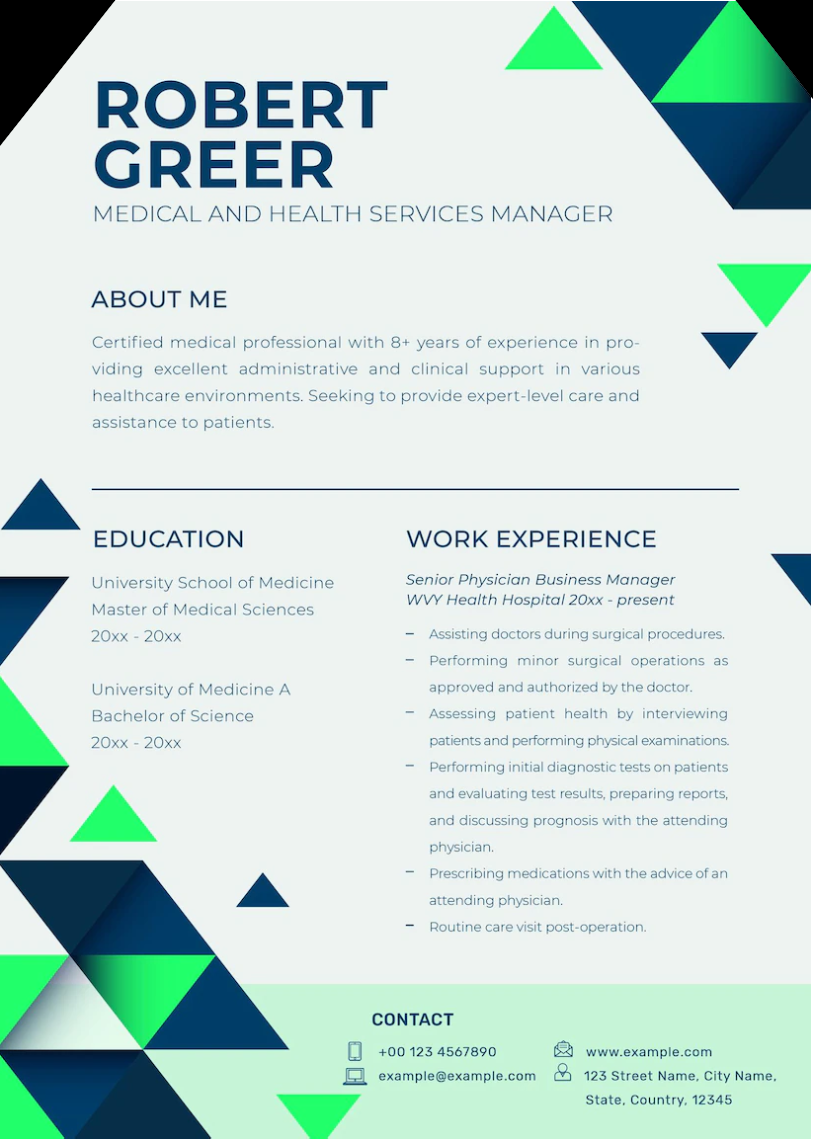 ROBERT
GREER
MEDICAL AND HEALTH SERVICES MANAGER
ABOUT ME
Certified medical professional with 8+ years of experience in pro-
viding excellent administrative and clinical support in various
healthcare environments. Seeking to provide expert-level care and
assistance to patients.
EDUCATION
University School of Medicine
Master of Medical Sciences
20xx - 20xx
University of Medicine A
Bachelor of Science
20xx - 20xx
WORK EXPERIENCE
Senior Physician Business Manager
WVY Health Hospital 20xx - present
– Assisting doctors during surgical procedures.
– Performing minor surgical operations as
approved and authorized by the doctor.
– Assessing patient health by interviewing
patients and performing physical examinations.
– Performing initial diagnostic tests on patients
and evaluating test results, preparing reports,
and discussing prognosis with the attending
physician.
– Prescribing medications with the advice of an
attending physician.
– Routine care visit post-operation.
CONTACT
+00 123 4567890
example@example.com
www.example.com
123 Street Name, City Name,
State, Country, 12345